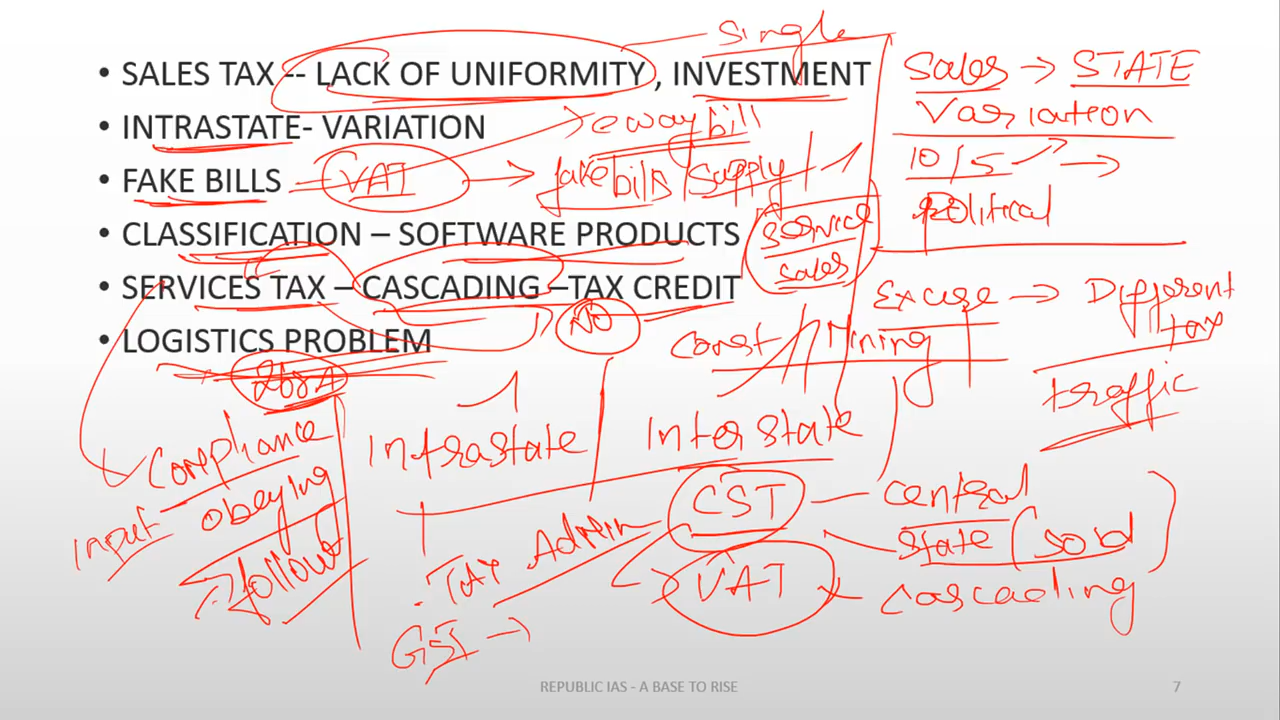 Single
• SALES TAX -- LACK OF UNIFORMITY , INVESTMENT
Sales → STATE
Variation
• INTRASTATE- VARIATION
eway bill
10/5 → →
• FAKE BILLS
VAT → fake bills / Supply
Political
• CLASSIFICATION – SOFTWARE PRODUCTS
Service
sales
• SERVICES TAX – CASCADING –TAX CREDIT
Excise → Different
tax
NO
• LOGISTICS PROBLEM
Const Mining
traffic
Compliance
Intrastate
Interstate
input
obeying
follow
CST
central
state (sold
Tax Admin
VAT
cascading
GST →
REPUBLIC IAS - A BASE TO RISE
7